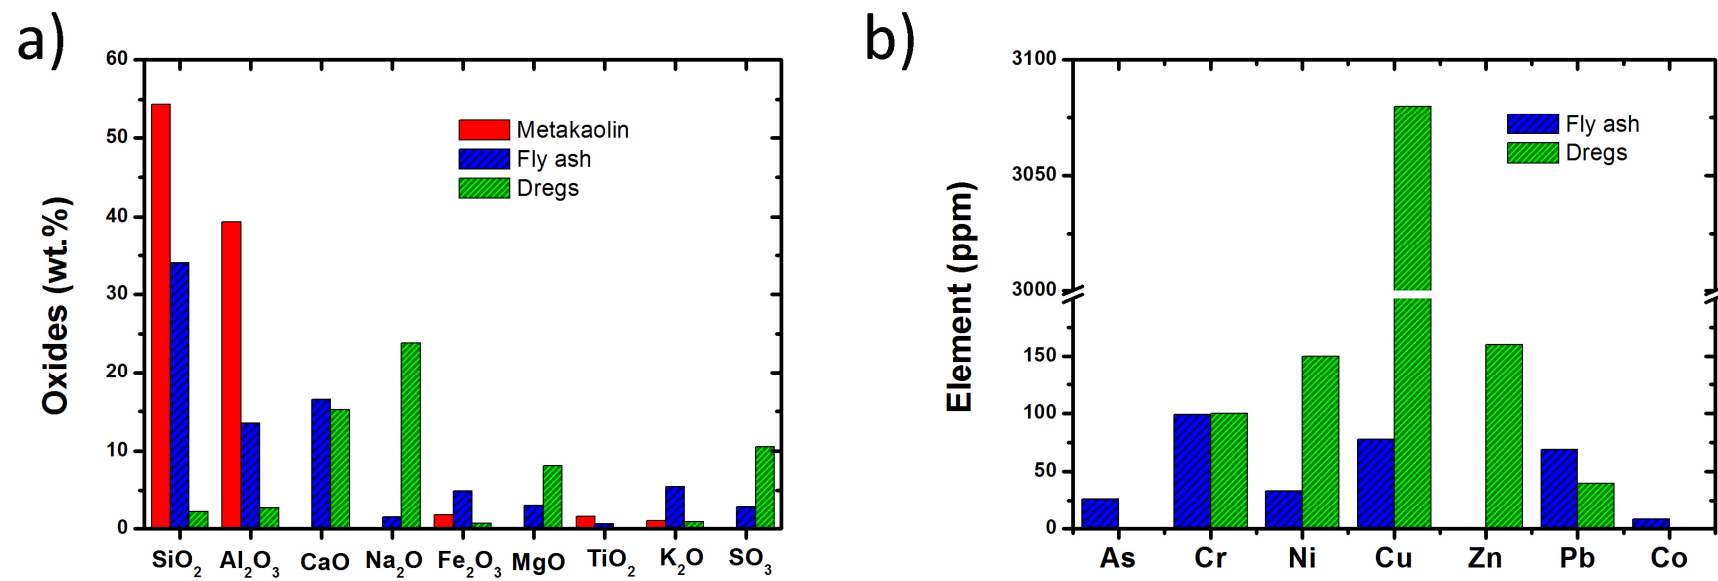 a)
Oxides (wt.%)
60
50
40
30
20
10
0
Metakaolin
Fly ash
Dregs
SiO₂ Al₂O₃ CaO Na₂O Fe₂O₃ MgO TiO₂ K₂O SO₃
b)
Element (ppm)
3100
3050
3000
150
100
50
0
Fly ash
Dregs
As Cr Ni Cu Zn Pb Co